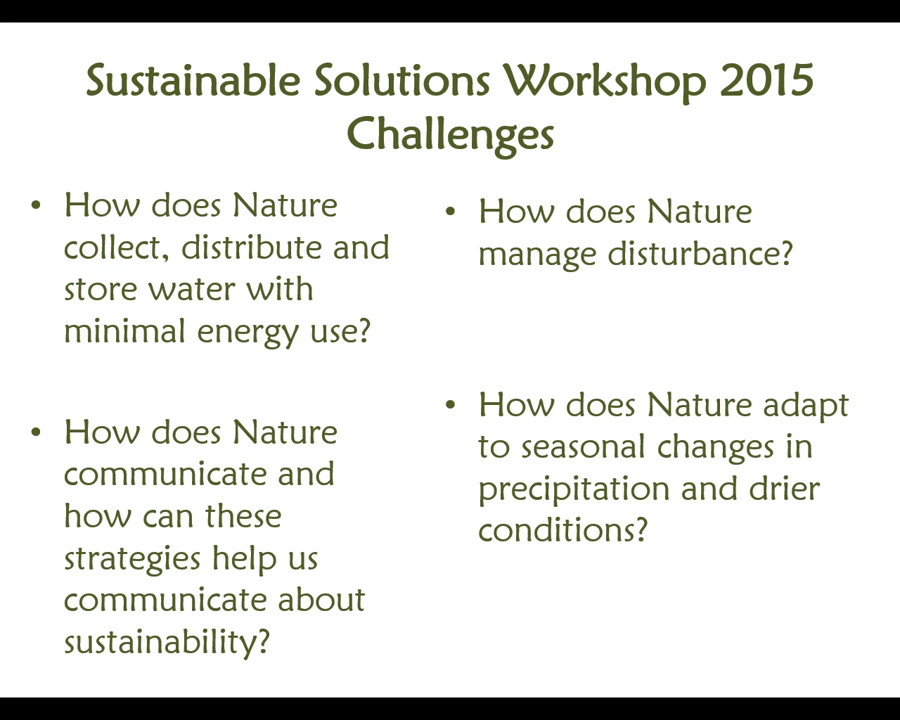 Sustainable Solutions Workshop 2015
Challenges
• How does Nature
collect, distribute and
store water with
minimal energy use?
• How does Nature
communicate and
how can these
strategies help us
communicate about
sustainability?
• How does Nature
manage disturbance?
• How does Nature adapt
to seasonal changes in
precipitation and drier
conditions?